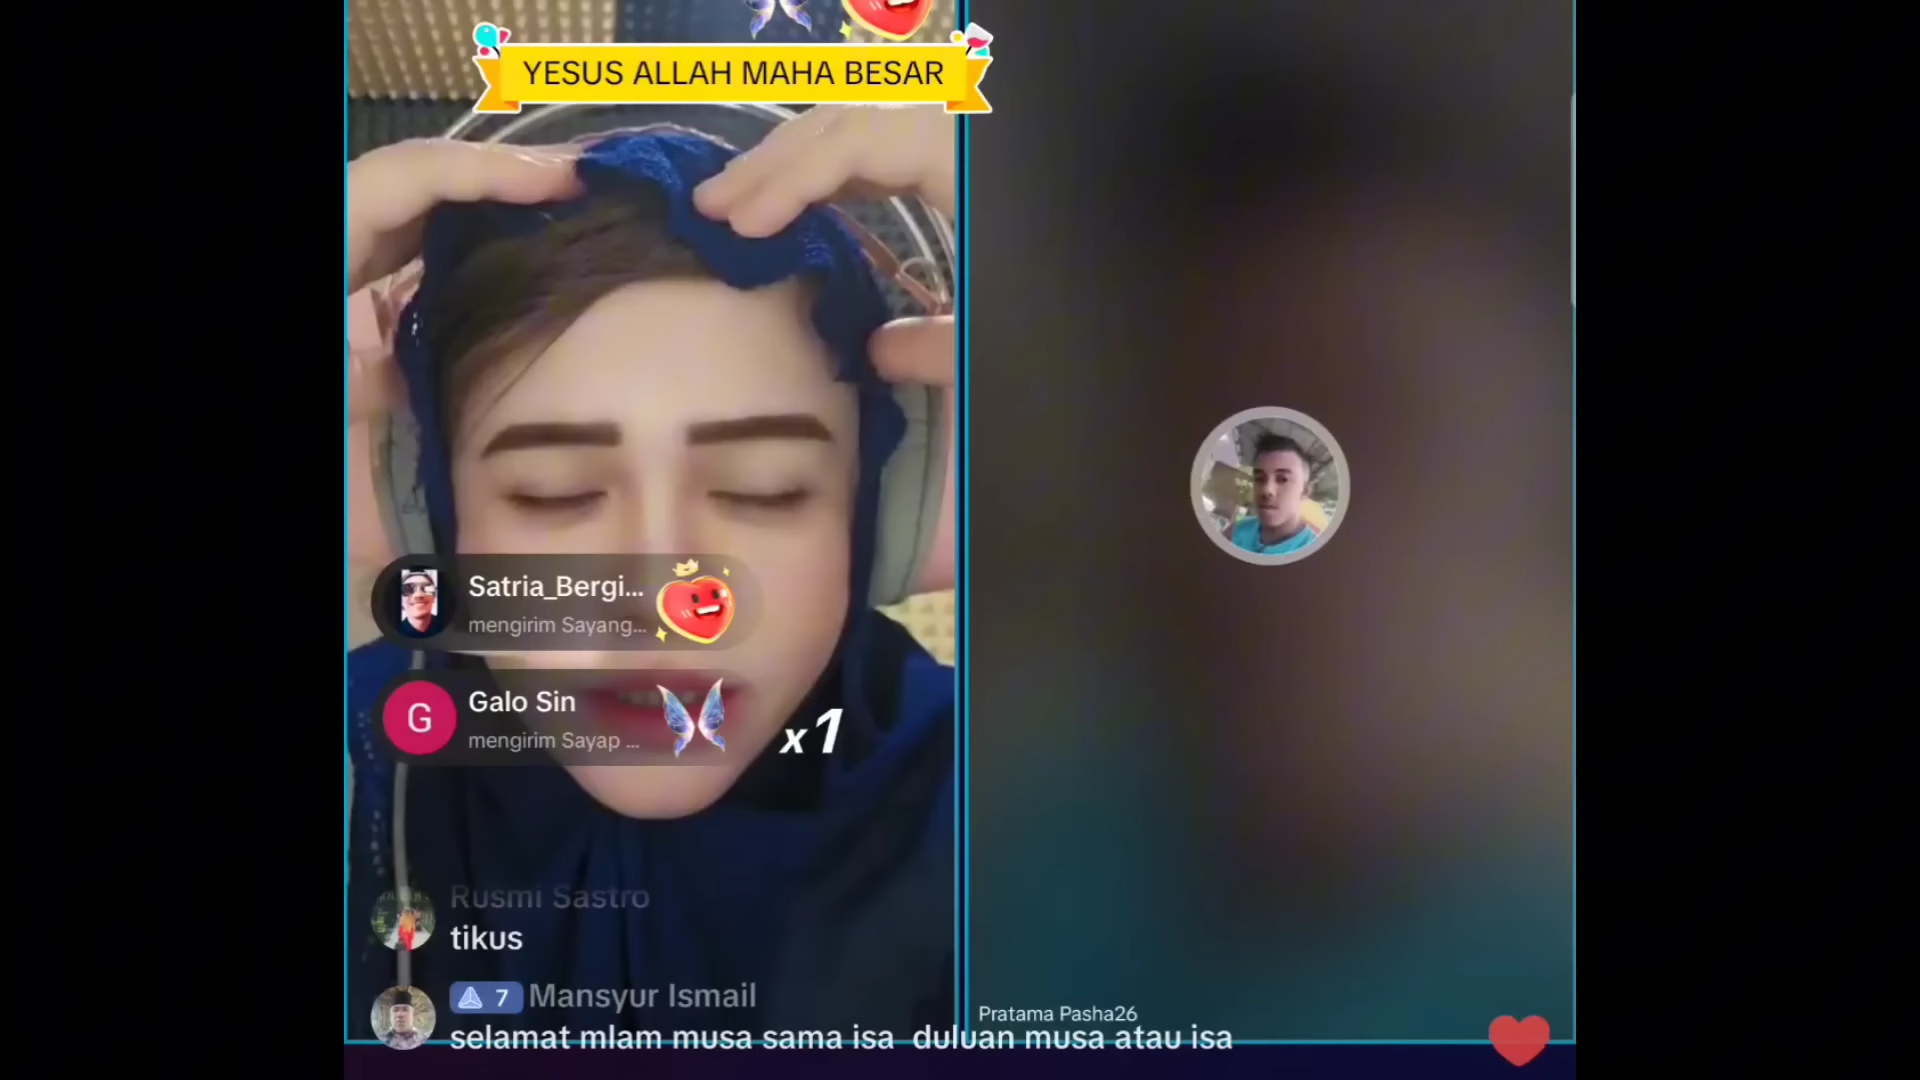 YESUS ALLAH MAHA BESAR
Satria_Bergi...
mengirim Sayang...
G
Galo Sin
mengirim Sayap ...
x1
Rusmi Sastro
tikus
7 Mansyur Ismail
selamat mlam musa sama isa duluan musa atau isa
Pratama Pasha26